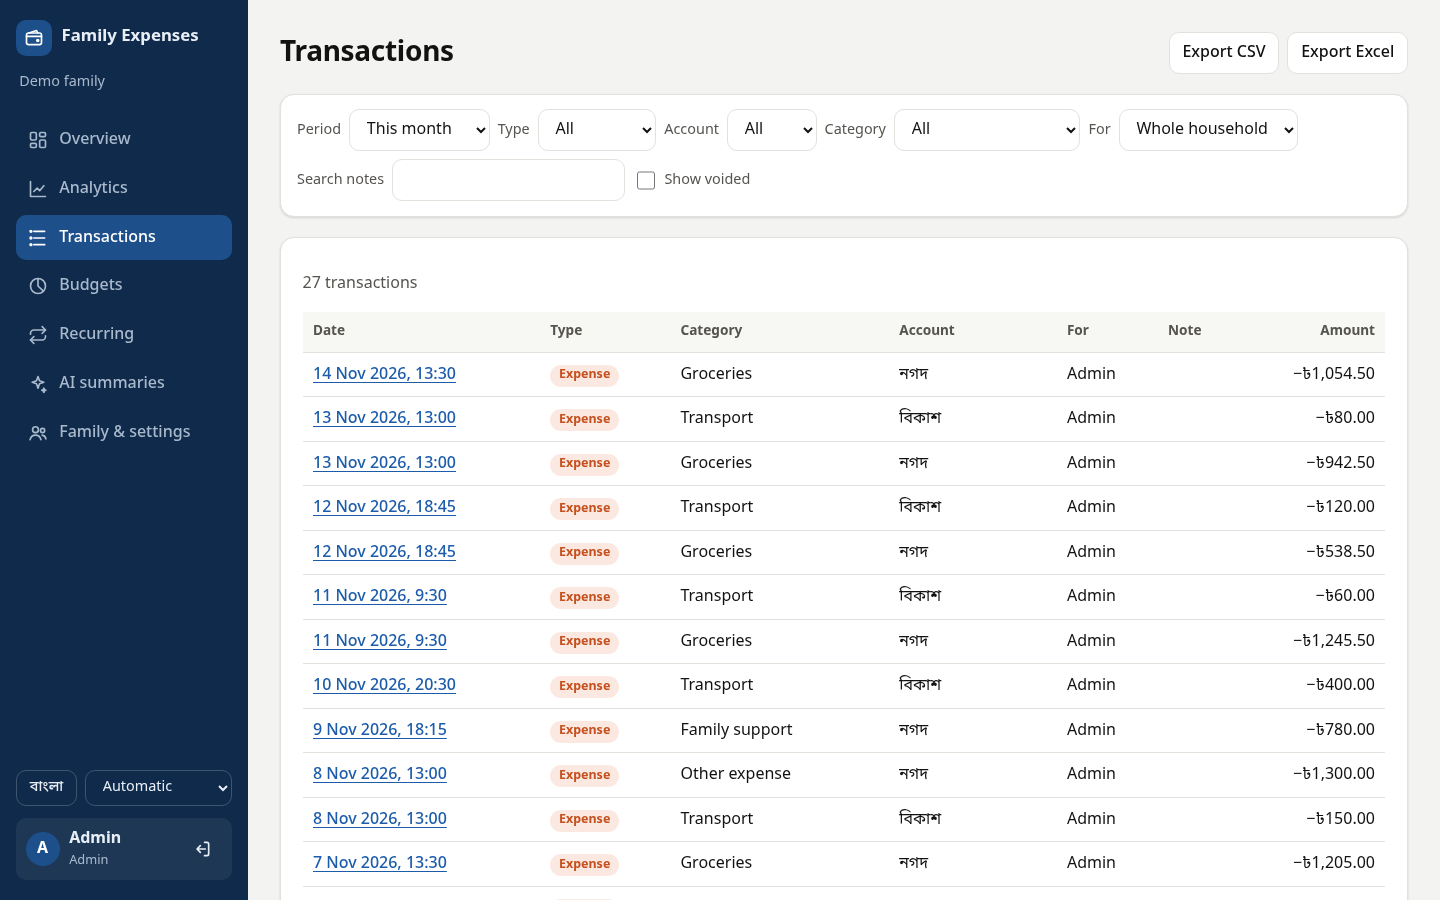 Family Expenses
Demo family
Overview
Analytics
Transactions
Budgets
Recurring
AI summaries
Family & settings
বাংলা Automatic
A Admin
Admin
Transactions
Export CSV Export Excel
Period This month Type All Account All Category All For Whole household
Search notes Show voided
27 transactions
Date Type Category Account For Note Amount
14 Nov 2026, 13:30 Expense Groceries নগদ Admin −৳1,054.50
13 Nov 2026, 13:00 Expense Transport বিকাশ Admin −৳80.00
13 Nov 2026, 13:00 Expense Groceries নগদ Admin −৳942.50
12 Nov 2026, 18:45 Expense Transport বিকাশ Admin −৳120.00
12 Nov 2026, 18:45 Expense Groceries নগদ Admin −৳538.50
11 Nov 2026, 9:30 Expense Transport বিকাশ Admin −৳60.00
11 Nov 2026, 9:30 Expense Groceries নগদ Admin −৳1,245.50
10 Nov 2026, 20:30 Expense Transport বিকাশ Admin −৳400.00
9 Nov 2026, 18:15 Expense Family support নগদ Admin −৳780.00
8 Nov 2026, 13:00 Expense Other expense নগদ Admin −৳1,300.00
8 Nov 2026, 13:00 Expense Transport বিকাশ Admin −৳150.00
7 Nov 2026, 13:30 Expense Groceries নগদ Admin −৳1,205.00